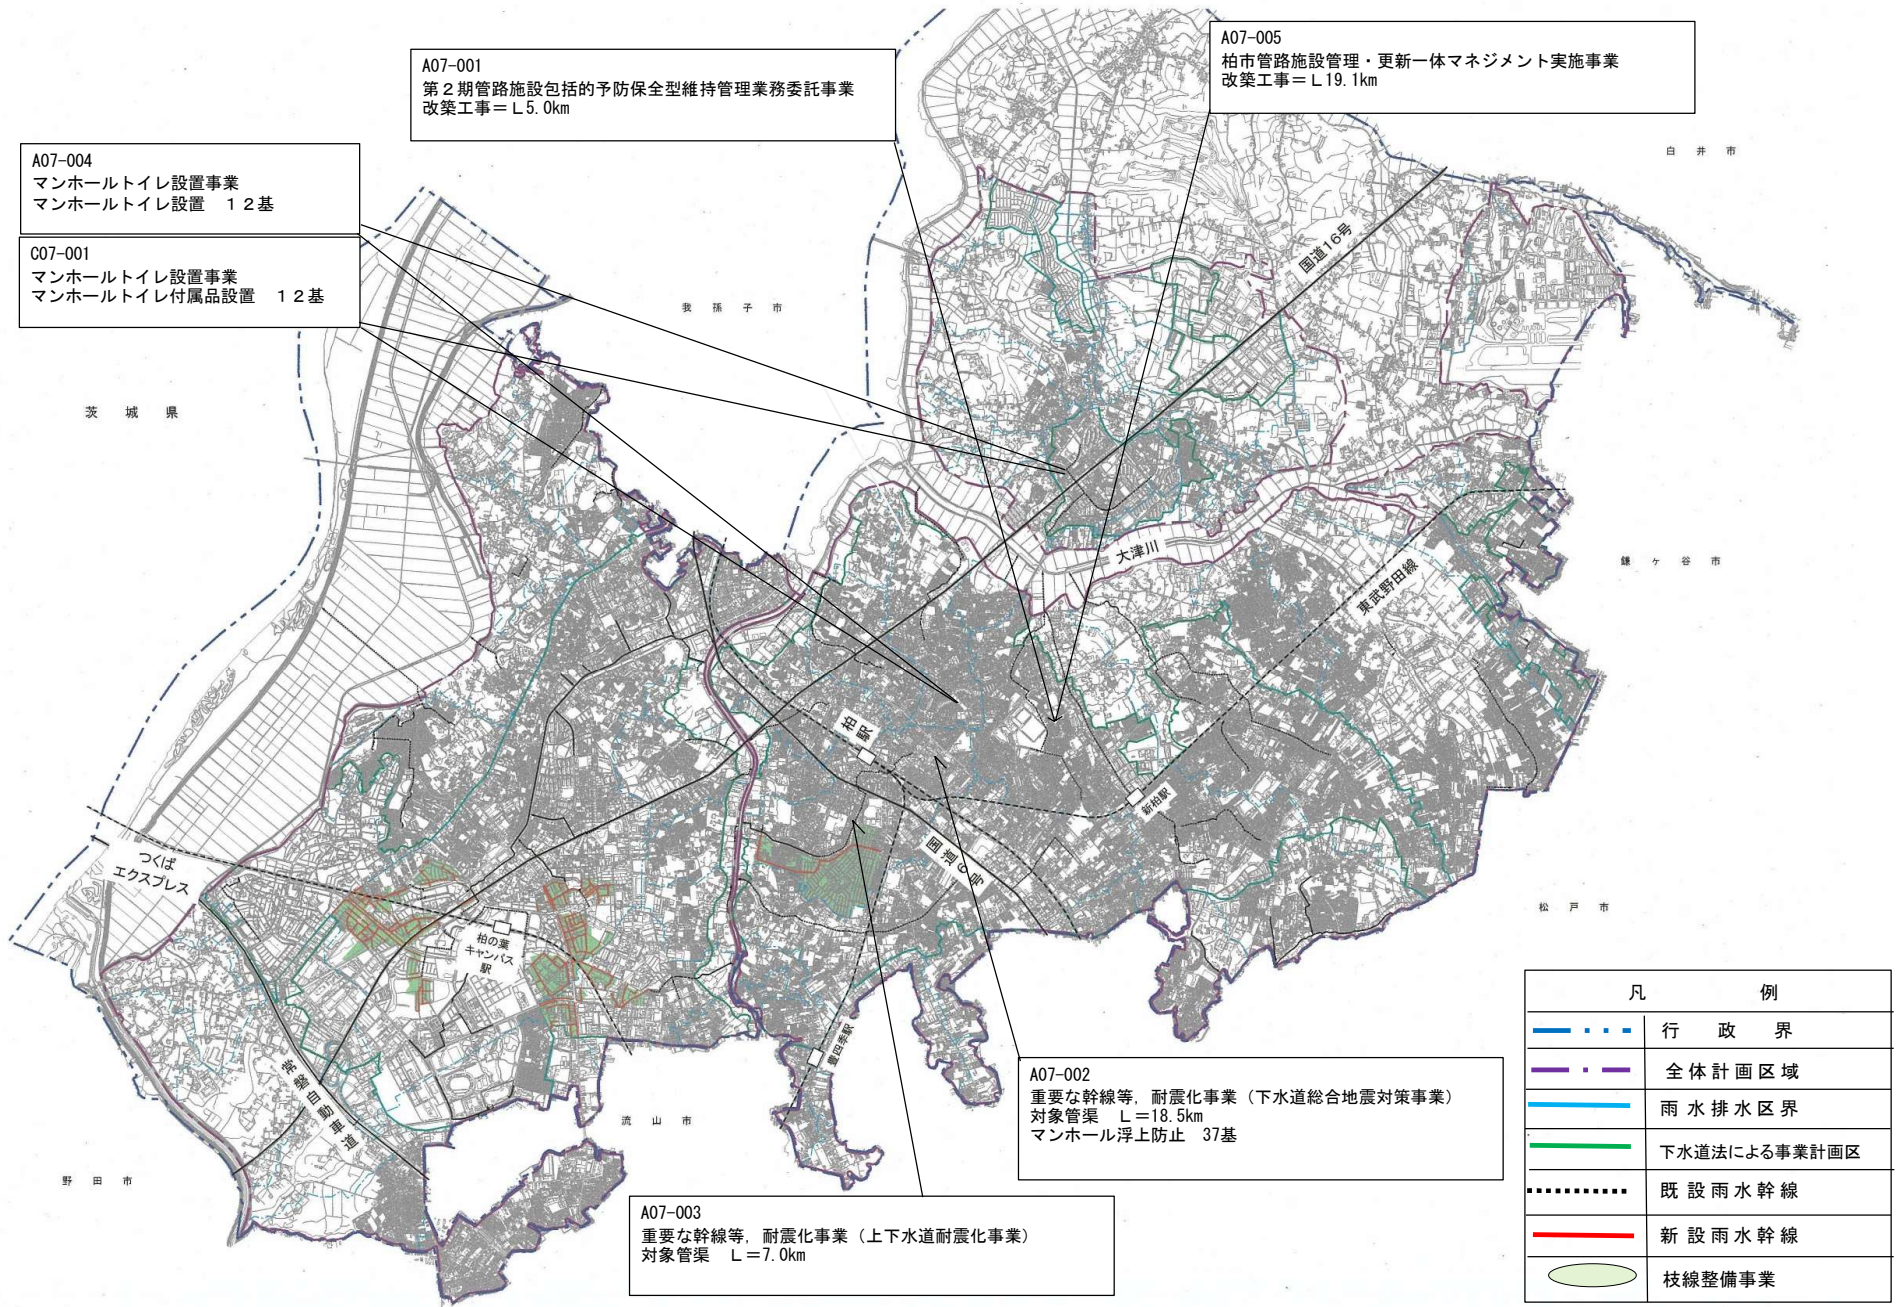 A07-001
第２期管路施設包括的予防保全型維持管理業務委託事業
改築工事＝Ｌ5.0km
A07-005
柏市管路施設管理・更新一体マネジメント実施事業
改築工事＝Ｌ19.1km
A07-004
マンホールトイレ設置事業
マンホールトイレ設置　１２基
C07-001
マンホールトイレ設置事業
マンホールトイレ付属品設置　１２基
白井市
我孫子市
茨城県
国道16号
大津川
東武野田線
鎌ヶ谷市
柏駅
新柏駅
国道6号
つくば
エクスプレス
柏の葉
キャンパス
駅
松戸市
豊四季駅
常磐自動車道
流山市
野田市
A07-002
重要な幹線等，耐震化事業（下水道総合地震対策事業）
対象管渠　Ｌ＝18.5km
マンホール浮上防止　37基
A07-003
重要な幹線等，耐震化事業（上下水道耐震化事業）
対象管渠　Ｌ＝7.0km
凡　例
行政界
全体計画区域
雨水排水区界
下水道法による事業計画区
既設雨水幹線
新設雨水幹線
枝線整備事業